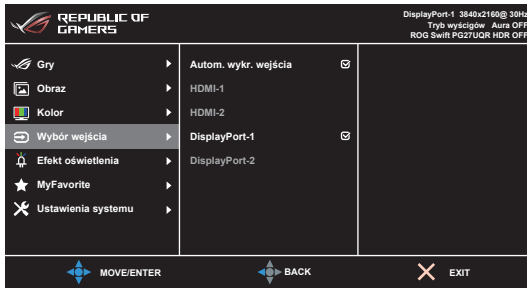 REPUBLIC OF
GAMERS
DisplayPort-1 3840x2160@ 30Hz
Tryb wyścigów Aura OFF
ROG Swift PG27UQR HDR OFF
Gry
Obraz
Kolor
Wybór wejścia
Efekt oświetlenia
MyFavorite
Ustawienia systemu
Autom. wykr. wejścia
HDMI-1
HDMI-2
DisplayPort-1
DisplayPort-2
MOVE/ENTER
BACK
EXIT